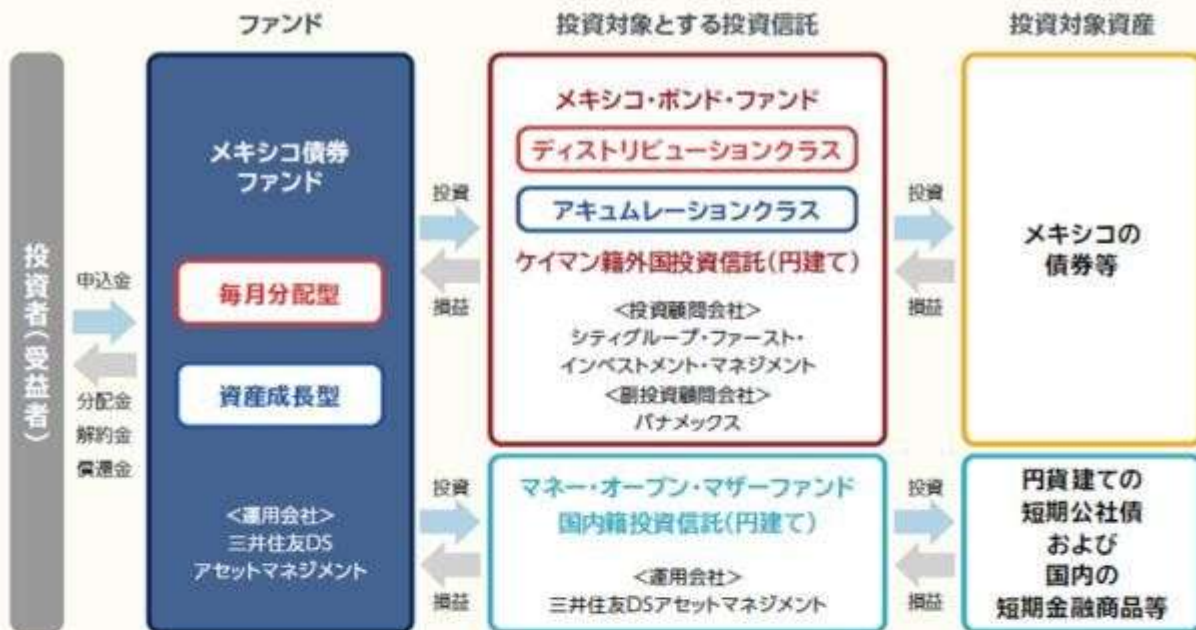 ファンド
投資対象とする投資信託
投資対象資産
投資者(受益者)
申込金
分配金
解約金
償還金
メキシコ債券
ファンド
毎月分配型
資産成長型
<運用会社>
三井住友DS
アセットマネジメント
投資
損益
メキシコ・ボンド・ファンド
ディストリビューションクラス
アキュムレーションクラス
ケイマン籍外国投資信託(円建て)
<投資顧問会社>
シティグループ・ファースト・
インベストメント・マネジメント
<副投資顧問会社>
バナメックス
投資
損益
メキシコの
債券等
投資
損益
マネー・オープン・マザーファンド
国内籍投資信託(円建て)
<運用会社>
三井住友DSアセットマネジメント
投資
損益
円貨建ての
短期公社債
および
国内の
短期金融商品等